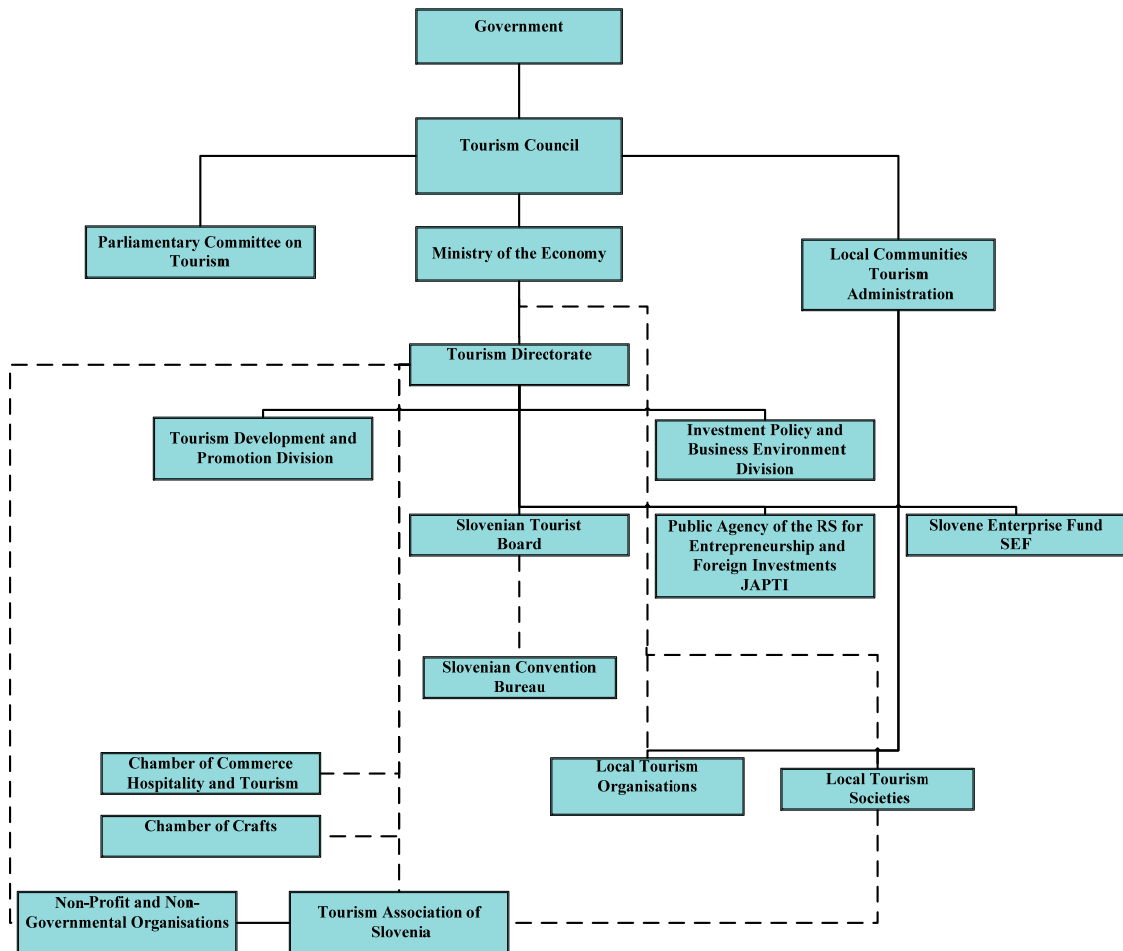 Government
Tourism Council
Parliamentary Committee on
Tourism
Ministry of the Economy
Local Communities
Tourism
Administration
Tourism Directorate
Tourism Development and
Promotion Division
Investment Policy and
Business Environment
Division
Slovenian Tourist
Board
Public Agency of the RS for
Entrepreneurship and
Foreign Investments
JAPTI
Slovene Enterprise Fund
SEF
Slovenian Convention
Bureau
Chamber of Commerce
Hospitality and Tourism
Local Tourism
Organisations
Local Tourism
Societies
Chamber of Crafts
Non-Profit and Non-
Governmental Organisations
Tourism Association of
Slovenia